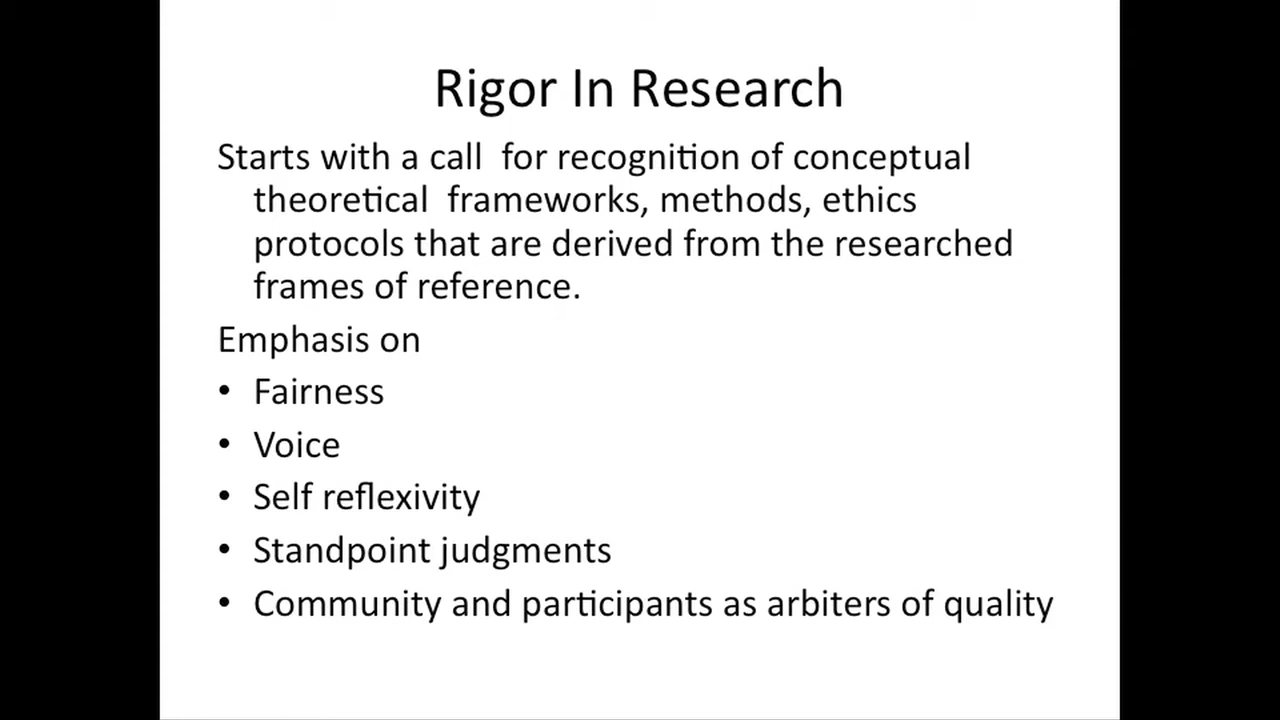 Rigor In Research
Starts with a call  for recognition of conceptual
theoretical  frameworks, methods, ethics
protocols that are derived from the researched
frames of reference.
Emphasis on
• Fairness
• Voice
• Self reflexivity
• Standpoint judgments
• Community and participants as arbiters of quality